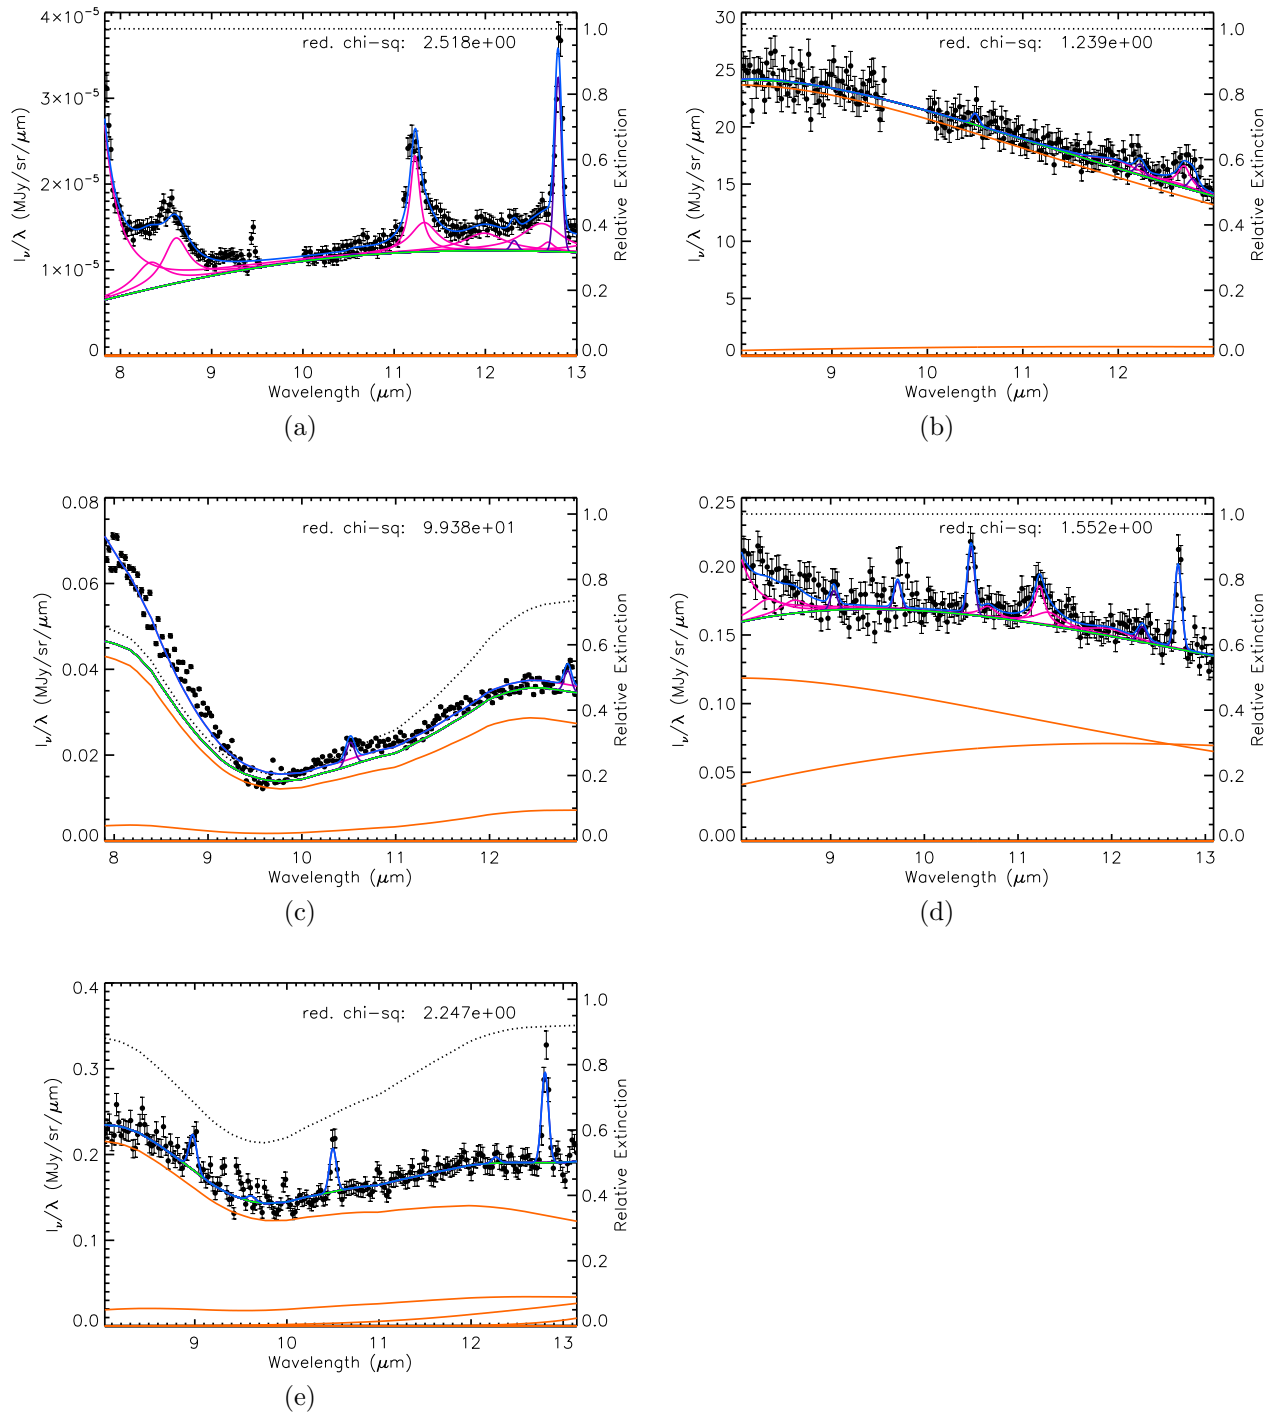 4×10⁻⁵
3×10⁻⁵
2×10⁻⁵
1×10⁻⁵
0
red. chi-sq: 2.518e+00
1.0
0.8
0.6
0.4
0.2
0.0
8 9 10 11 12 13
Wavelength (μm)
I_ν/λ (MJy/sr/μm)
Relative Extinction
(a)
30
25
20
15
10
5
0
red. chi-sq: 1.239e+00
1.0
0.8
0.6
0.4
0.2
0.0
9 10 11 12
Wavelength (μm)
I_ν/λ (MJy/sr/μm)
Relative Extinction
(b)
0.08
0.06
0.04
0.02
0.00
red. chi-sq: 9.938e+01
1.0
0.8
0.6
0.4
0.2
0.0
8 9 10 11 12
Wavelength (μm)
I_ν/λ (MJy/sr/μm)
Relative Extinction
(c)
0.25
0.20
0.15
0.10
0.05
0.00
red. chi-sq: 1.552e+00
1.0
0.8
0.6
0.4
0.2
0.0
9 10 11 12 13
Wavelength (μm)
I_ν/λ (MJy/sr/μm)
Relative Extinction
(d)
0.4
0.3
0.2
0.1
0.0
red. chi-sq: 2.247e+00
1.0
0.8
0.6
0.4
0.2
0.0
9 10 11 12 13
Wavelength (μm)
I_ν/λ (MJy/sr/μm)
Relative Extinction
(e)